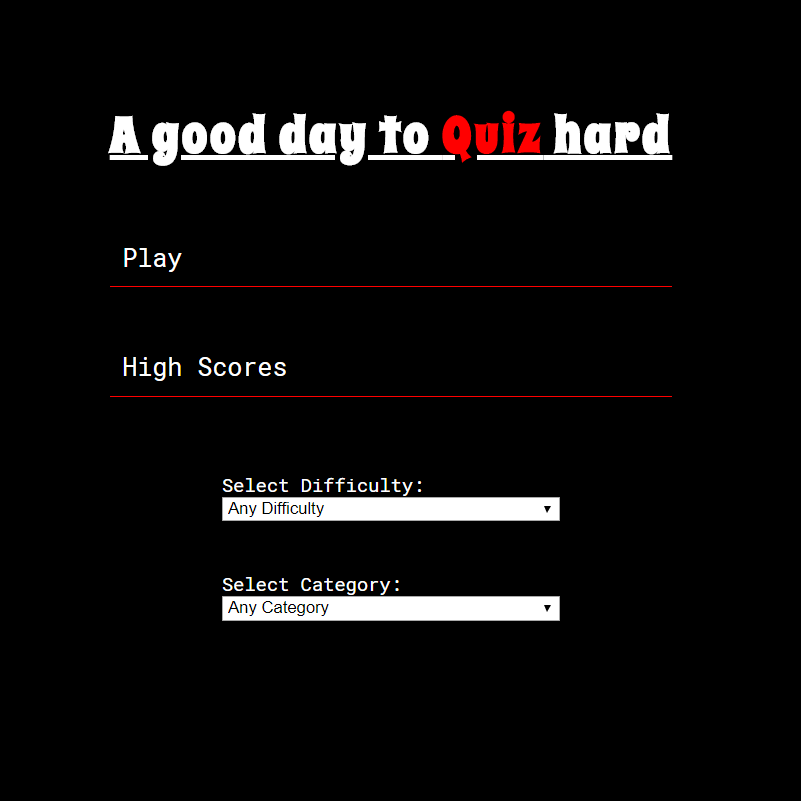 A good day to Quiz hard
Play
High Scores
Select Difficulty:
Any Difficulty
Select Category:
Any Category